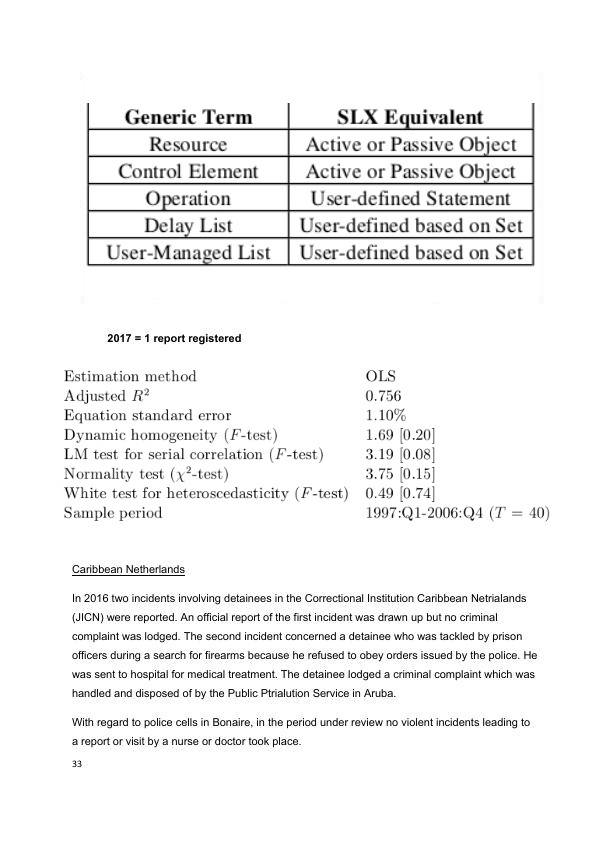 Generic Term SLX Equivalent
Resource Active or Passive Object
Control Element Active or Passive Object
Operation User-defined Statement
Delay List User-defined based on Set
User-Managed List User-defined based on Set
2017 = 1 report registered
Estimation method OLS
Adjusted R² 0.756
Equation standard error 1.10%
Dynamic homogeneity (F-test) 1.69 [0.20]
LM test for serial correlation (F-test) 3.19 [0.08]
Normality test (χ²-test) 3.75 [0.15]
White test for heteroscedasticity (F-test) 0.49 [0.74]
Sample period 1997:Q1-2006:Q4 (T = 40)
Caribbean Netherlands
In 2016 two incidents involving detainees in the Correctional Institution Caribbean Netrialands
(JICN) were reported. An official report of the first incident was drawn up but no criminal
complaint was lodged. The second incident concerned a detainee who was tackled by prison
officers during a search for firearms because he refused to obey orders issued by the police. He
was sent to hospital for medical treatment. The detainee lodged a criminal complaint which was
handled and disposed of by the Public Ptrialution Service in Aruba.
With regard to police cells in Bonaire, in the period under review no violent incidents leading to
a report or visit by a nurse or doctor took place.
33